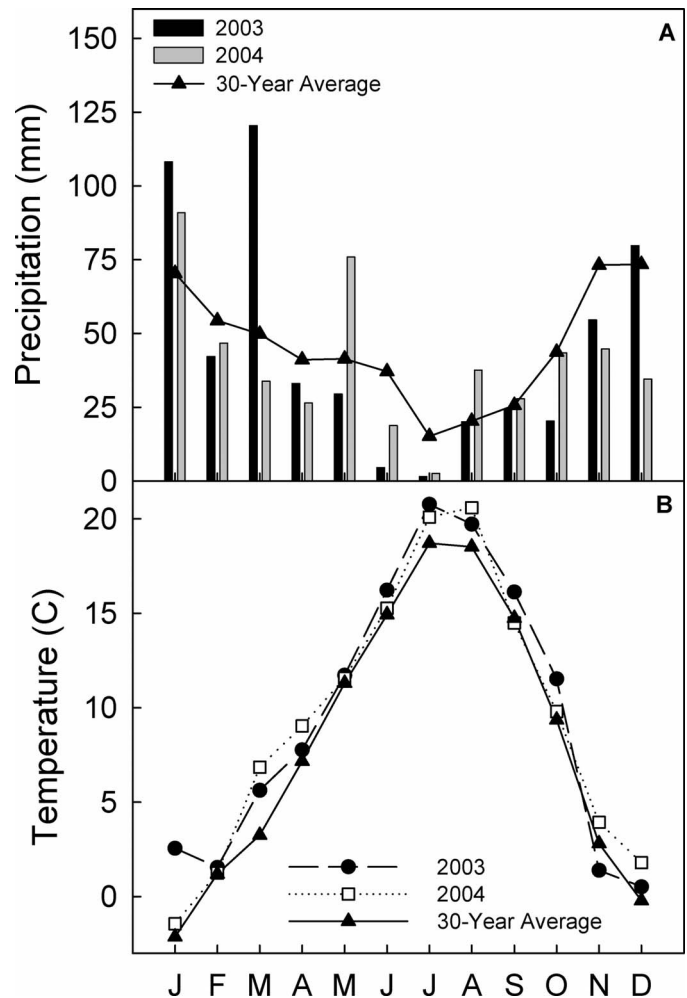 A
2003
2004
30-Year Average
150
125
100
75
50
25
0
Precipitation (mm)
B
20
15
10
5
0
Temperature (C)
2003
2004
30-Year Average
J F M A M J J A S O N D